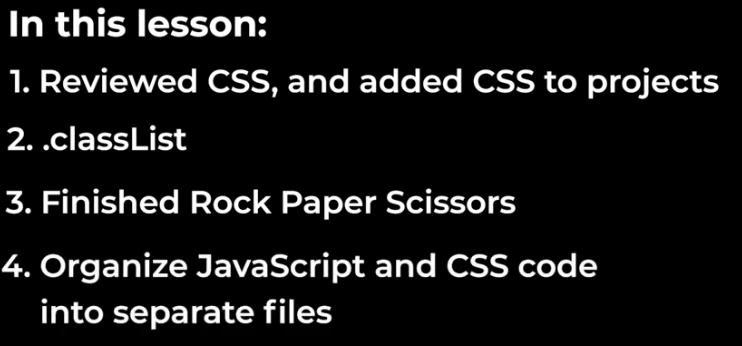 In this lesson:
1. Reviewed CSS, and added CSS to projects
2. .classList
3. Finished Rock Paper Scissors
4. Organize JavaScript and CSS code
into separate files